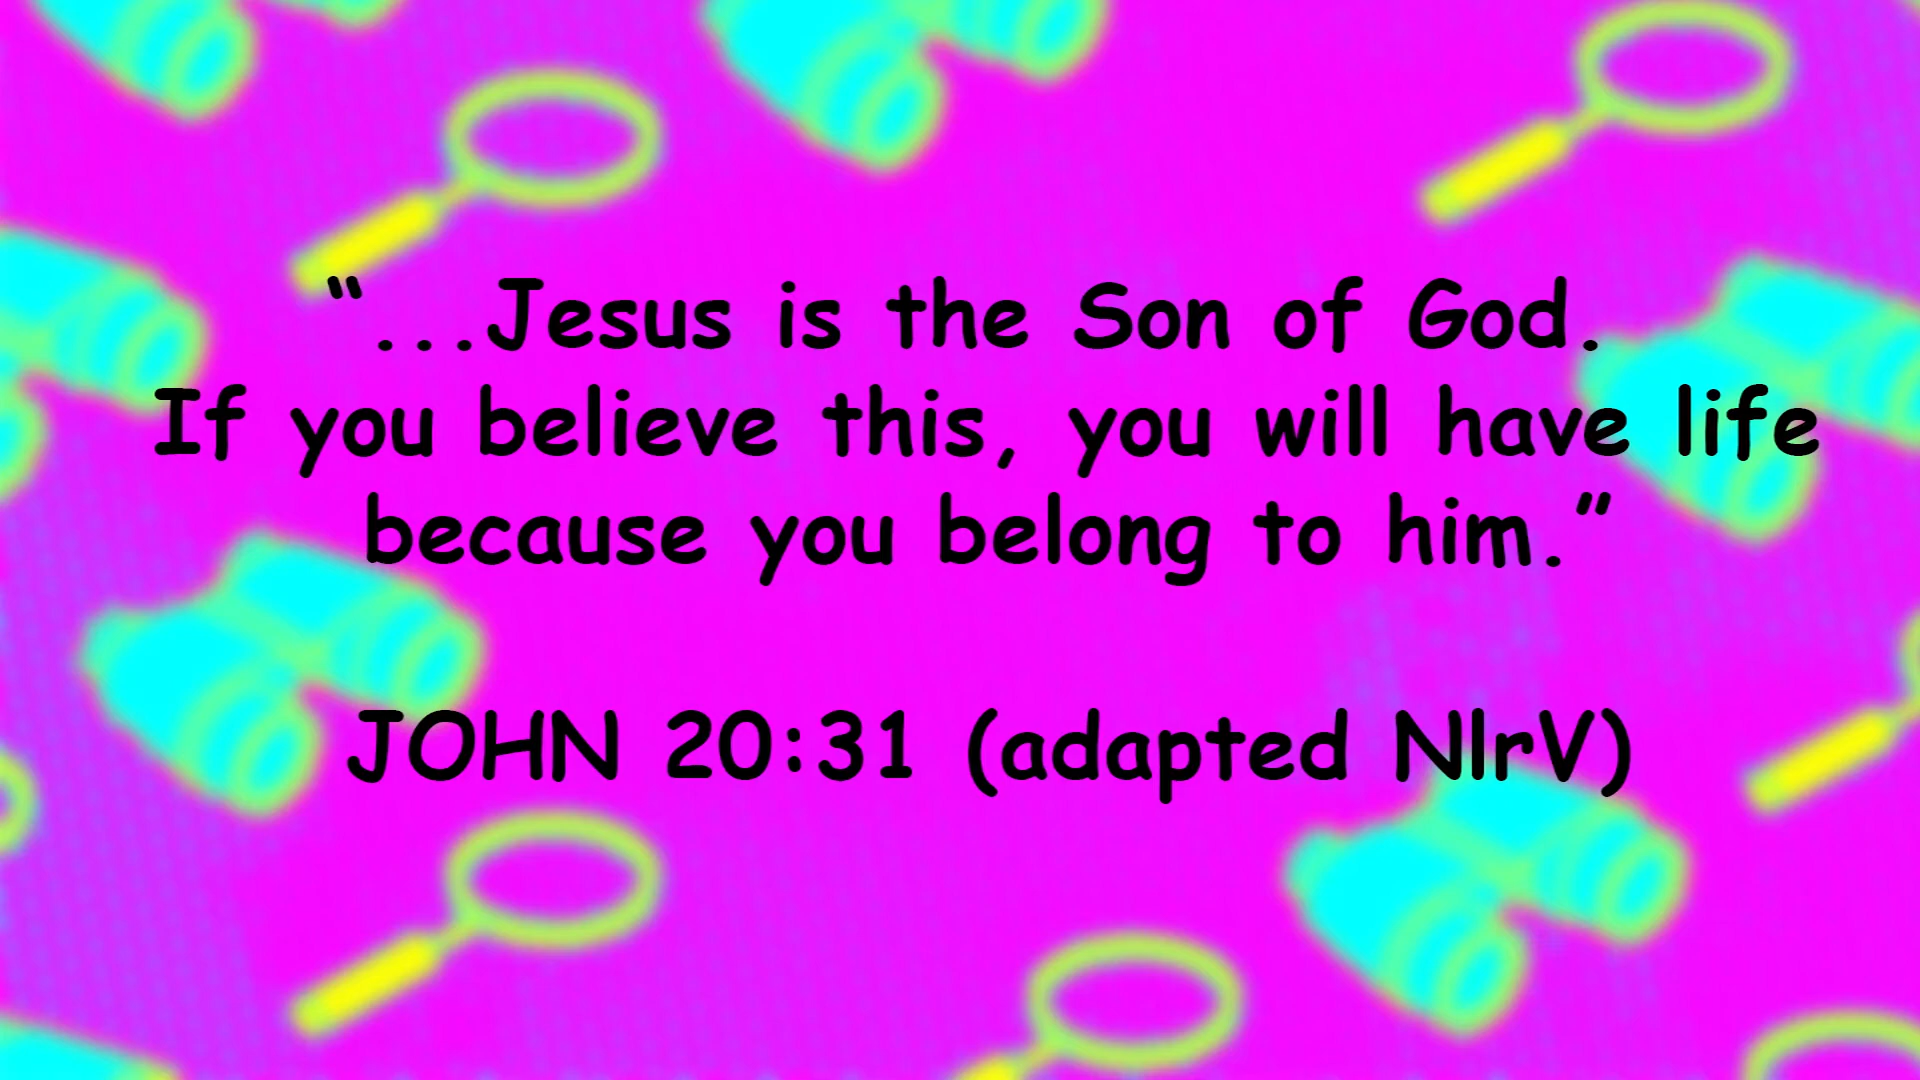 “...Jesus is the Son of God.
If you believe this, you will have life
because you belong to him.”
JOHN 20:31 (adapted NIrV)